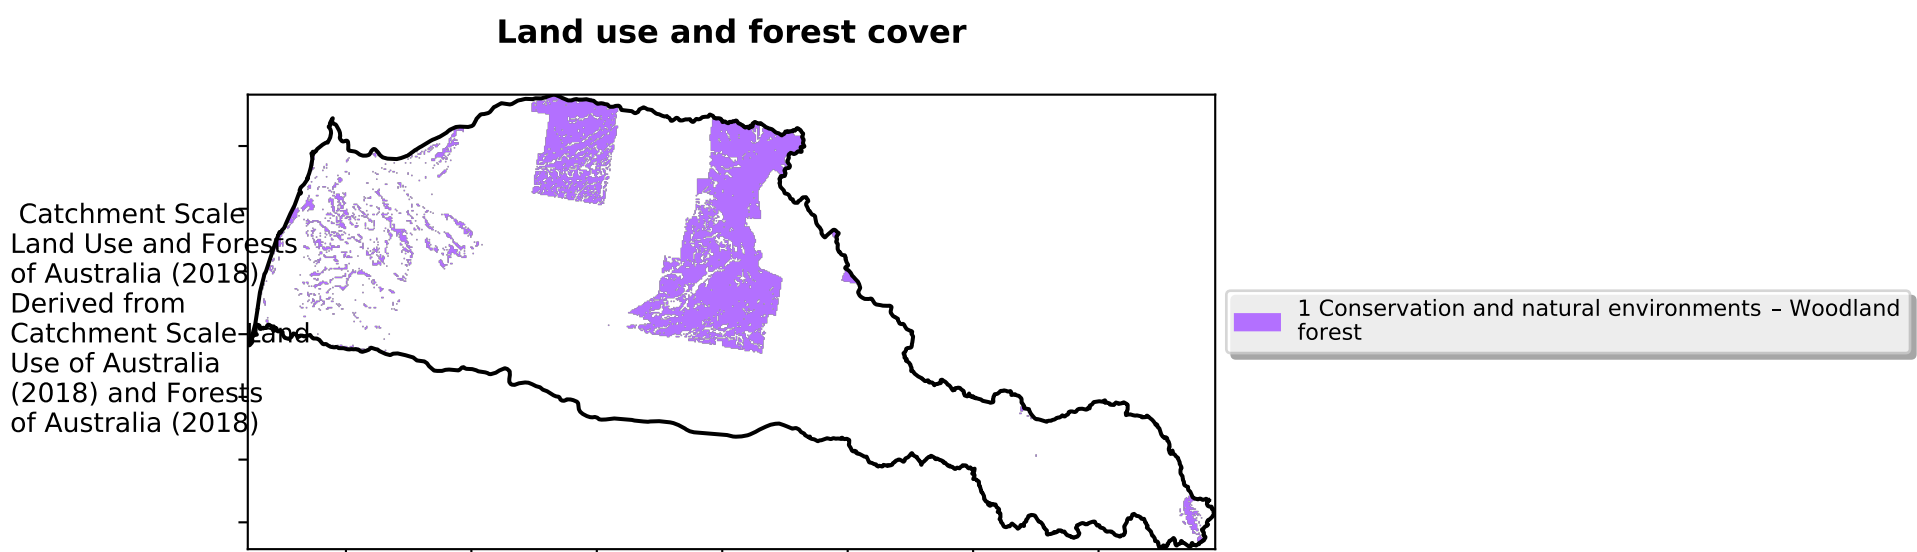 Land use and forest cover
Catchment Scale
Land Use and Forests
of Australia (2018)
Derived from
Catchment Scale Land
Use of Australia
(2018) and Forests
of Australia (2018)
1 Conservation and natural environments – Woodland
forest